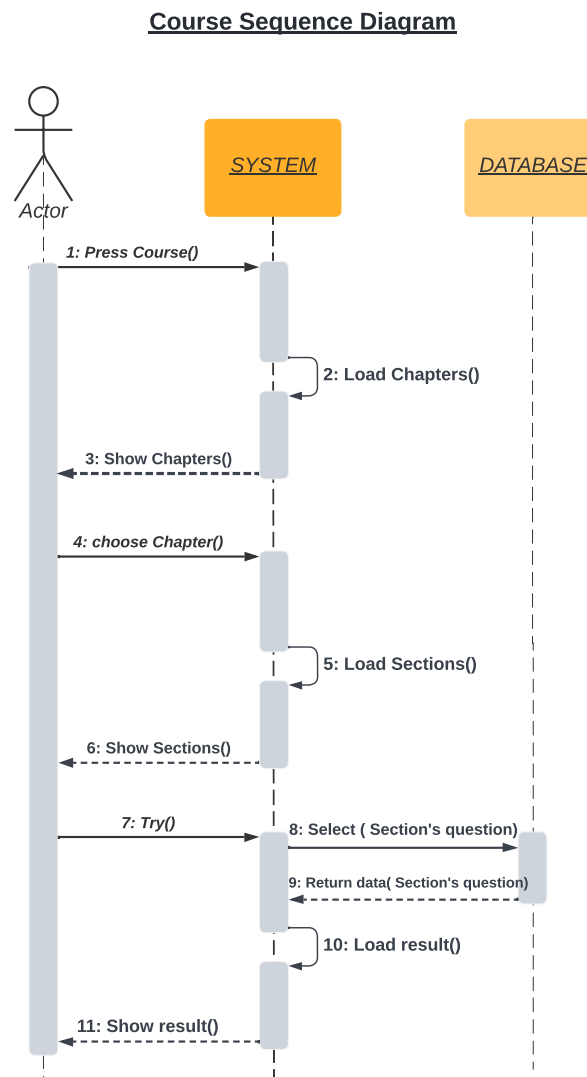 Course Sequence Diagram
Actor
SYSTEM
DATABASE
1: Press Course()
2: Load Chapters()
3: Show Chapters()
4: choose Chapter()
5: Load Sections()
6: Show Sections()
7: Try()
8: Select ( Section's question)
9: Return data( Section's question)
10: Load result()
11: Show result()